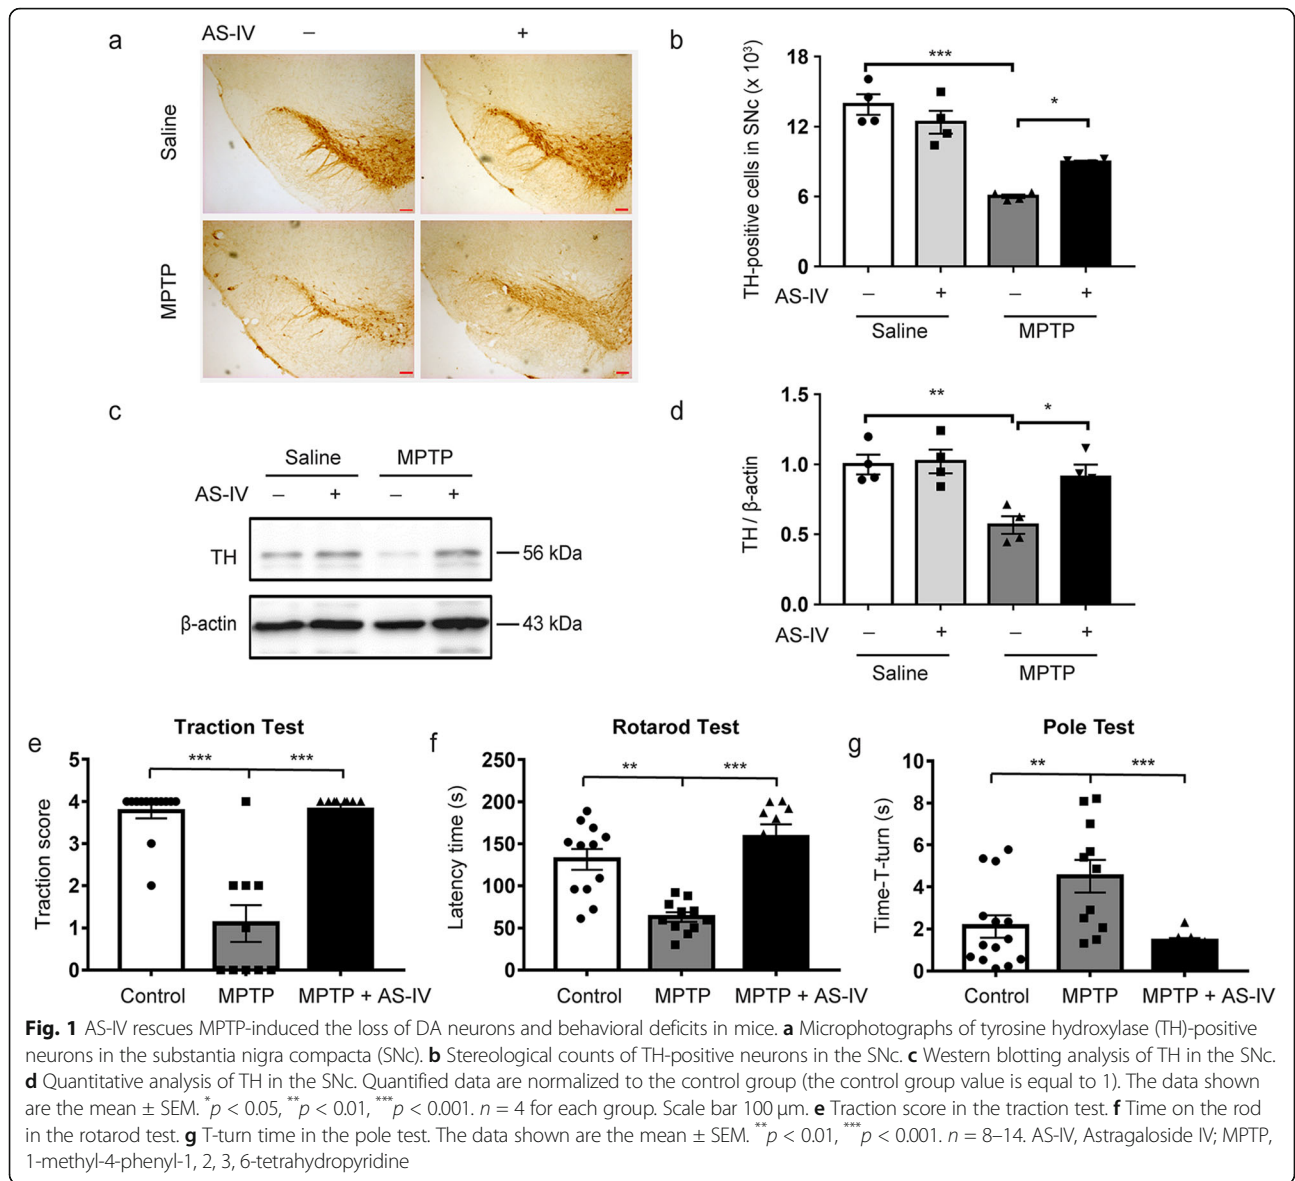 a
AS-IV – +
Saline
MPTP
b
TH-positive cells in SNc (x 10³)
18
12
6
0
***
*
AS-IV – + – +
Saline MPTP
c
Saline MPTP
AS-IV – + – +
TH 56 kDa
β-actin 43 kDa
d
TH / β-actin
1.5
1.0
0.5
0.0
**
*
AS-IV – + – +
Saline MPTP
e
Traction Test
Traction score
5
4
3
2
1
0
*** ***
Control MPTP MPTP + AS-IV
f
Rotarod Test
Latency time (s)
250
200
150
100
50
0
** ***
Control MPTP MPTP + AS-IV
g
Pole Test
Time-T-turn (s)
10
8
6
4
2
0
** ***
Control MPTP MPTP + AS-IV
Fig. 1 AS-IV rescues MPTP-induced the loss of DA neurons and behavioral deficits in mice. a Microphotographs of tyrosine hydroxylase (TH)-positive
neurons in the substantia nigra compacta (SNc). b Stereological counts of TH-positive neurons in the SNc. c Western blotting analysis of TH in the SNc.
d Quantitative analysis of TH in the SNc. Quantified data are normalized to the control group (the control group value is equal to 1). The data shown
are the mean ± SEM. *p < 0.05, **p < 0.01, ***p < 0.001. n = 4 for each group. Scale bar 100 μm. e Traction score in the traction test. f Time on the rod
in the rotarod test. g T-turn time in the pole test. The data shown are the mean ± SEM. **p < 0.01, ***p < 0.001. n = 8–14. AS-IV, Astragaloside IV; MPTP,
1-methyl-4-phenyl-1, 2, 3, 6-tetrahydropyridine